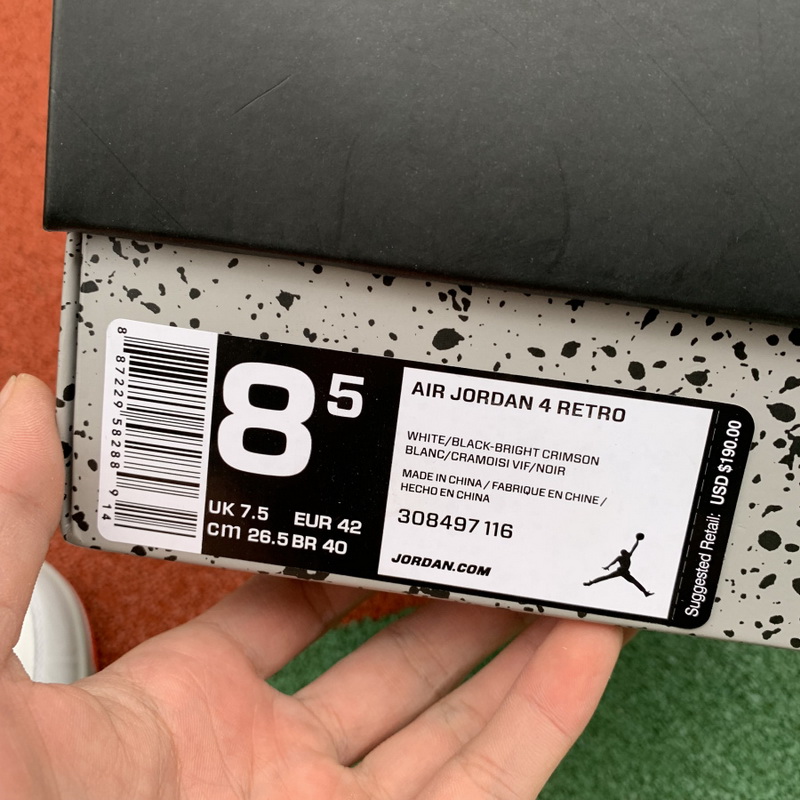 8 87229 58288 9 14
8 5
UK 7.5 EUR 42
cm 26.5 BR 40
AIR JORDAN 4 RETRO
WHITE/BLACK-BRIGHT CRIMSON
BLANC/CRAMOISI VIF/NOIR
MADE IN CHINA / FABRIQUE EN CHINE /
HECHO EN CHINA
308497 116
JORDAN.COM
Suggested Retail: USD $190.00